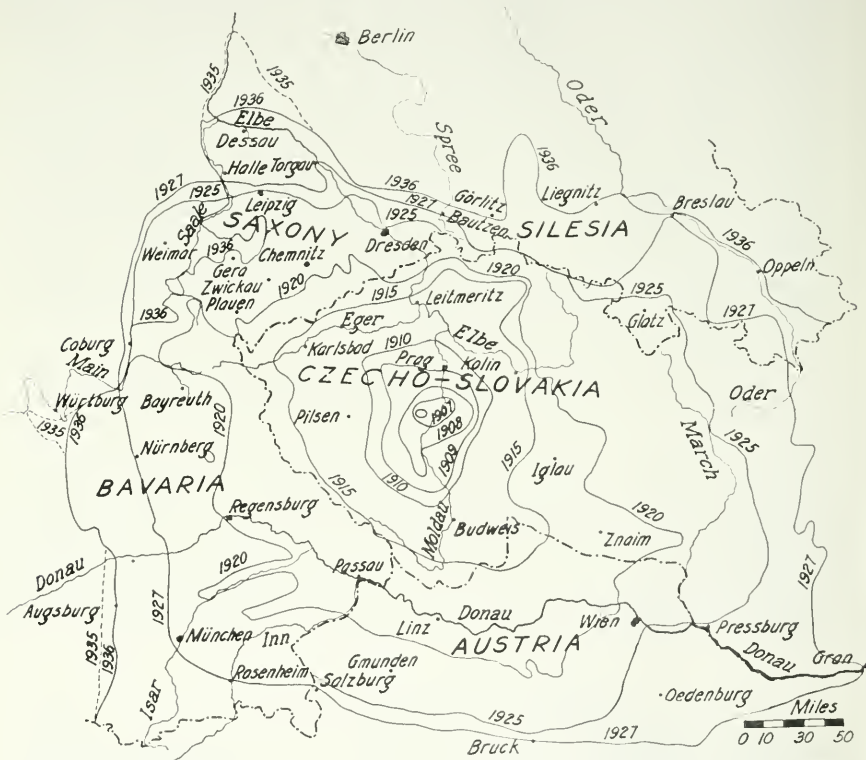 Berlin
1935
1935
Oder
1936
Elbe
Dessau
Spree
Halle Torgau
1936
1927
1925
1936
1927
Görlitz
Liegnitz
Breslau
Leipzig
Saale
SAXONY
1925
Bautzen
SILESIA
Dresden
1936
Weimar
1936
Chemnitz
Gera
Zwickau
Plauen
1920
1920
Oppeln
1915
Leitmeritz
1925
1936
Eger
Glatz
1927
Coburg
Main
1910
Elbe
Karlsbad
Prag
Kolin
CZECHO-SLOVAKIA
Oder
Würtburg
Bayreuth
1935
1936
1920
Pilsen
1907
1908
March
Nürnberg
1909
1915
1925
Iglau
BAVARIA
1915
1910
Regensburg
Moldau
Budweis
1920
Znaim
Donau
1920
Passau
1927
Augsburg
1927
Donau
Linz
Wien
Pressburg
München
Inn
AUSTRIA
Donau
Gran
1935
1936
Gmunden
Rosenheim
Salzburg
Oedenburg
Isar
1925
1927
Bruck
Miles
0 10 30 50